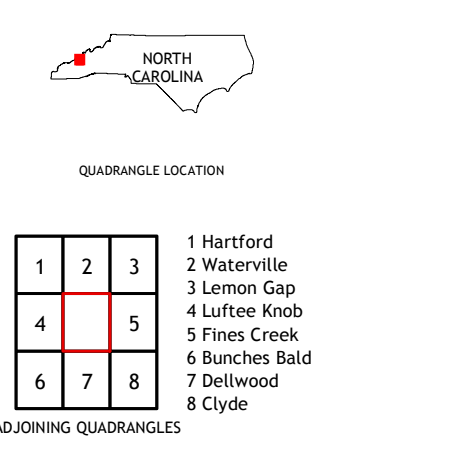 NORTH
CAROLINA
QUADRANGLE LOCATION
1 2 3
4 5
6 7 8
1 Hartford
2 Waterville
3 Lemon Gap
4 Luftee Knob
5 Fines Creek
6 Bunches Bald
7 Dellwood
8 Clyde
ADJOINING QUADRANGLES